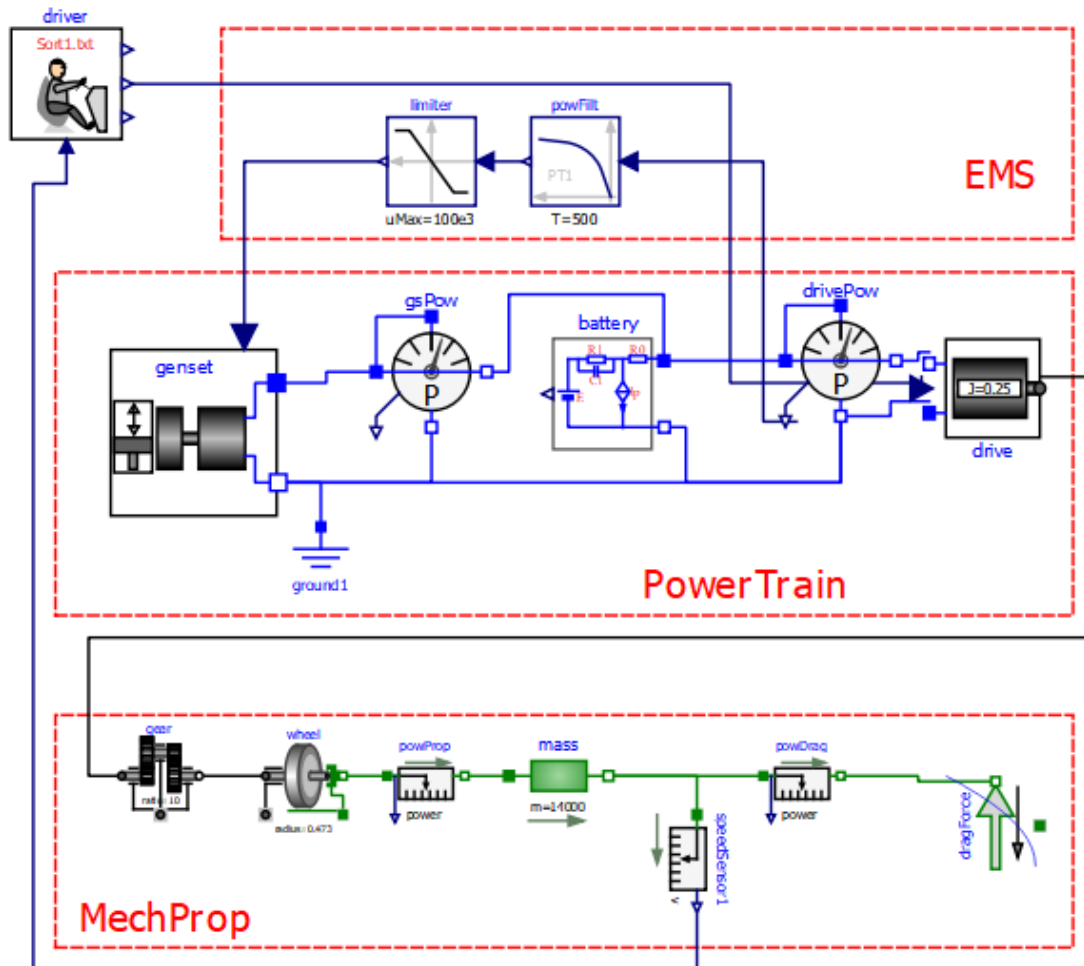 driver
Sort1.txt
limiter
powFilt
PT1
EMS
uMax=100e3
T=500
gsPow
drivePow
battery
genset
R1
R0
C1
E
P
P
J=0.25
drive
ground1
PowerTrain
gear
wheel
powProp
mass
powDrag
ratio: 10
power
m=14000
power
dragForce
radius=0.473
speedSensor1
v
MechProp